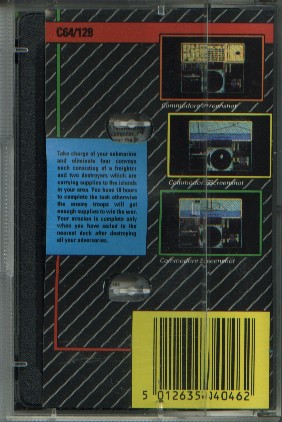 C64/128
Commodore Screenshot
Commodore Screenshot
Commodore Screenshot
Take charge of your submarine
and eliminate four convoys
each consisting of a freighter
and two destroyers which are
carrying supplies to the islands
in your area. You have 18 hours
to complete the task otherwise
the enemy troops will get
enough supplies to win the war.
Your mission is complete only
when you have sailed to the
nearest dock after destroying
all your adversaries.
5 012635 040462